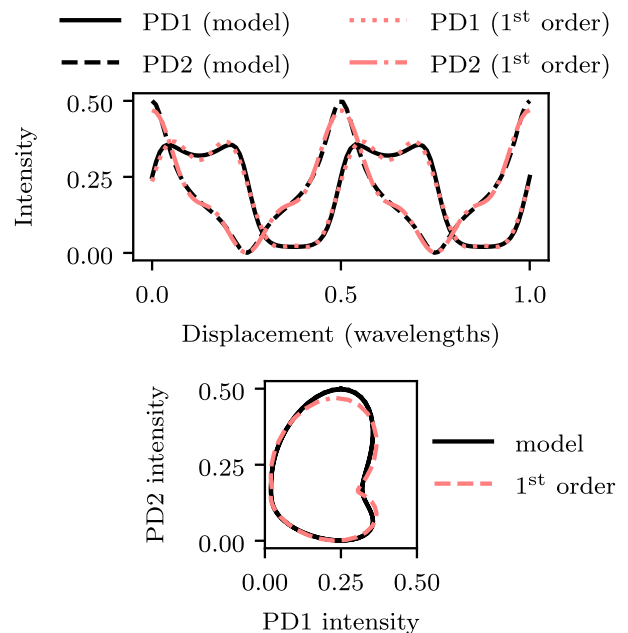 PD1 (model) PD1 (1st order)
PD2 (model) PD2 (1st order)
0.50
0.25
0.00
Intensity
0.0 0.5 1.0
Displacement (wavelengths)
0.50
0.25
0.00
PD2 intensity
model
1st order
0.00 0.25 0.50
PD1 intensity